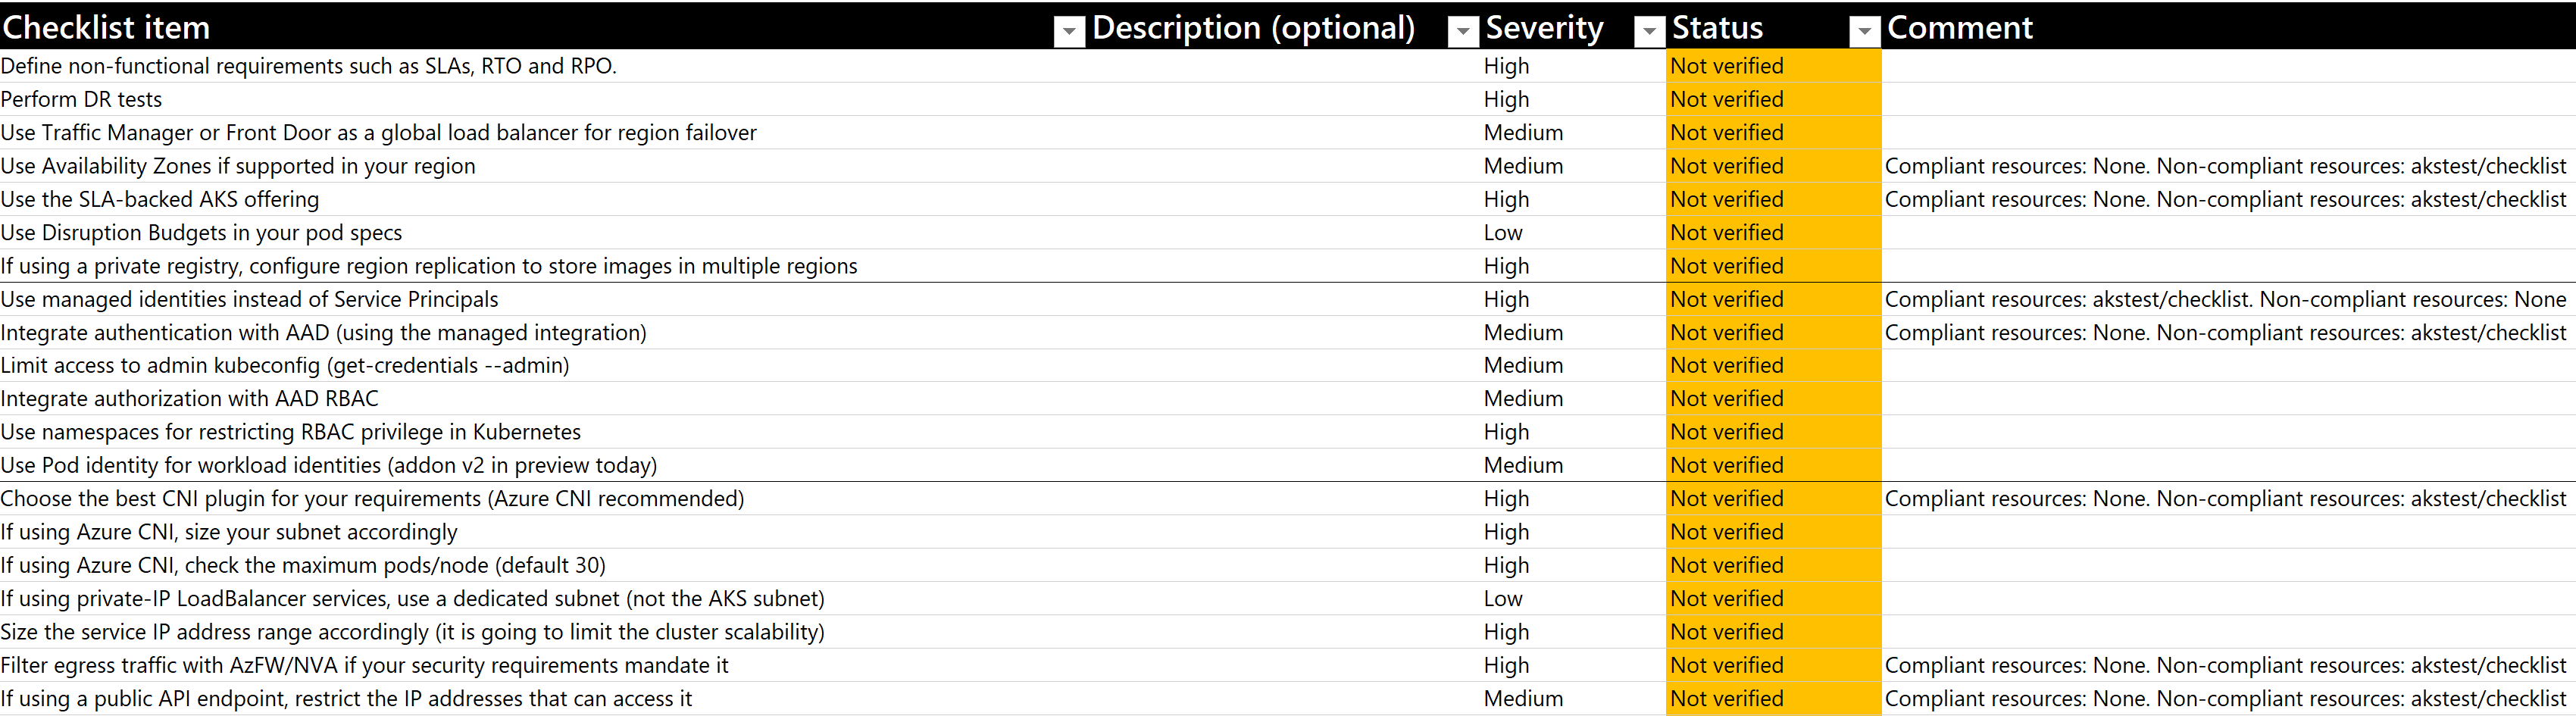 Checklist item Description (optional) Severity Status Comment
Define non-functional requirements such as SLAs, RTO and RPO. High Not verified
Perform DR tests High Not verified
Use Traffic Manager or Front Door as a global load balancer for region failover Medium Not verified
Use Availability Zones if supported in your region Medium Not verified Compliant resources: None. Non-compliant resources: akstest/checklist
Use the SLA-backed AKS offering High Not verified Compliant resources: None. Non-compliant resources: akstest/checklist
Use Disruption Budgets in your pod specs Low Not verified
If using a private registry, configure region replication to store images in multiple regions High Not verified
Use managed identities instead of Service Principals High Not verified Compliant resources: akstest/checklist. Non-compliant resources: None
Integrate authentication with AAD (using the managed integration) Medium Not verified Compliant resources: None. Non-compliant resources: akstest/checklist
Limit access to admin kubeconfig (get-credentials --admin) Medium Not verified
Integrate authorization with AAD RBAC Medium Not verified
Use namespaces for restricting RBAC privilege in Kubernetes High Not verified
Use Pod identity for workload identities (addon v2 in preview today) Medium Not verified
Choose the best CNI plugin for your requirements (Azure CNI recommended) High Not verified Compliant resources: None. Non-compliant resources: akstest/checklist
If using Azure CNI, size your subnet accordingly High Not verified
If using Azure CNI, check the maximum pods/node (default 30) High Not verified
If using private-IP LoadBalancer services, use a dedicated subnet (not the AKS subnet) Low Not verified
Size the service IP address range accordingly (it is going to limit the cluster scalability) High Not verified
Filter egress traffic with AzFW/NVA if your security requirements mandate it High Not verified Compliant resources: None. Non-compliant resources: akstest/checklist
If using a public API endpoint, restrict the IP addresses that can access it Medium Not verified Compliant resources: None. Non-compliant resources: akstest/checklist